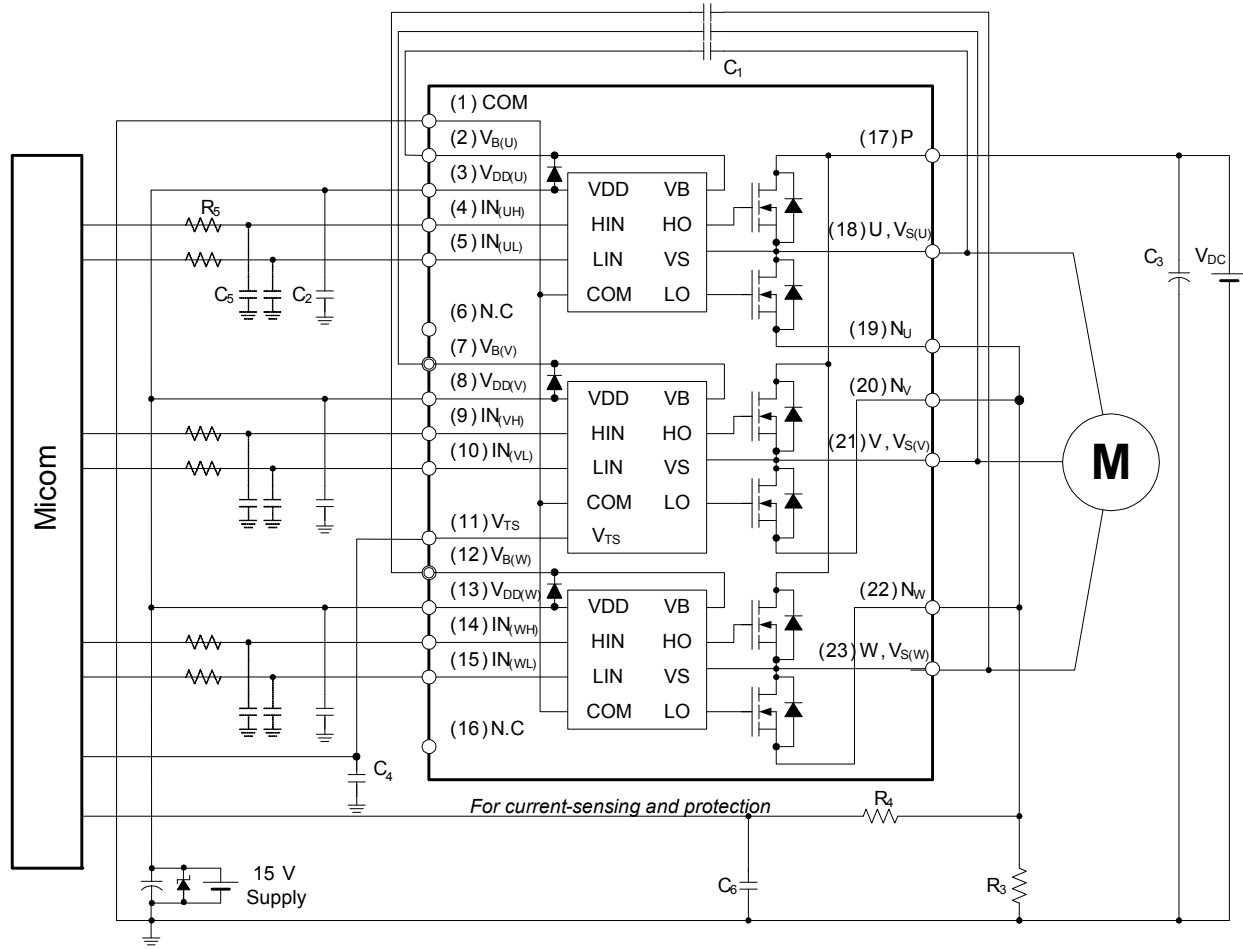 C1
(1) COM
(2) VB(U)
(3) VDD(U)
(4) IN(UH)
(5) IN(UL)
(6) N.C
(7) VB(V)
(8) VDD(V)
(9) IN(VH)
(10) IN(VL)
(11) VTS
(12) VB(W)
(13) VDD(W)
(14) IN(WH)
(15) IN(WL)
(16) N.C
VDD VB
HIN HO
LIN VS
COM LO
VDD VB
HIN HO
LIN VS
COM LO
VTS
VDD VB
HIN HO
LIN VS
COM LO
(17) P
(18) U, VS(U)
(19) NU
(20) NV
(21) V, VS(V)
(22) NW
(23) W, VS(W)
Micom
R5
C5
C2
C4
C3
VDC
M
For current-sensing and protection
R4
R3
C6
15 V
Supply